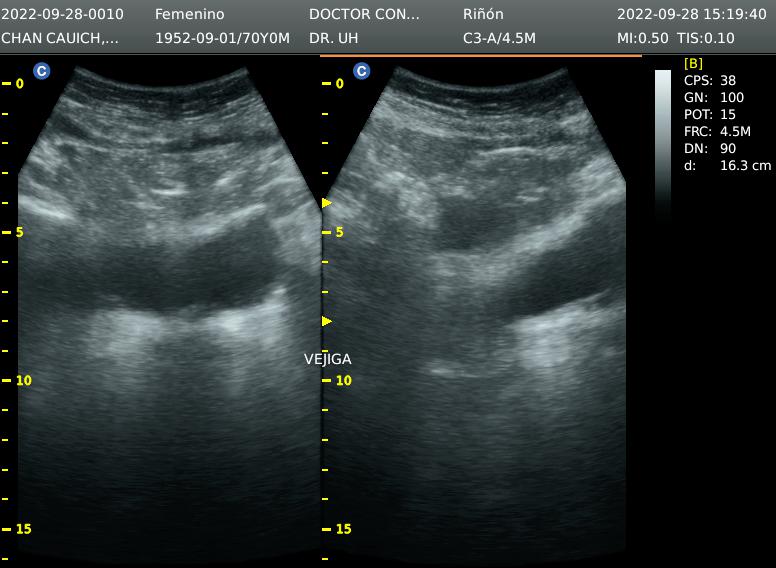 2022-09-28-0010 Femenino DOCTOR CON... Riñón 2022-09-28 15:19:40
CHAN CAUICH,... 1952-09-01/70Y0M DR. UH C3-A/4.5M MI:0.50 TIS:0.10
C C
[B]
CPS: 38
GN: 100
POT: 15
FRC: 4.5M
DN: 90
d: 16.3 cm
0 0
5 5
VEJIGA
10 10
15 15